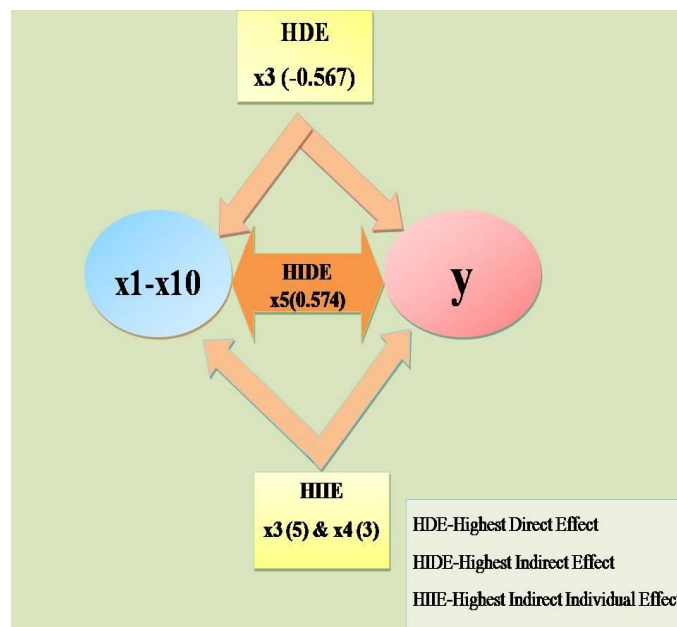 HDE
x3 (-0.567)
x1-x10
HIDE
x5(0.574)
y
HIIE
x3 (5) & x4 (3)
HDE-Highest Direct Effect
HIDE-Highest Indirect Effect
HIIE-Highest Indirect Individual Effect